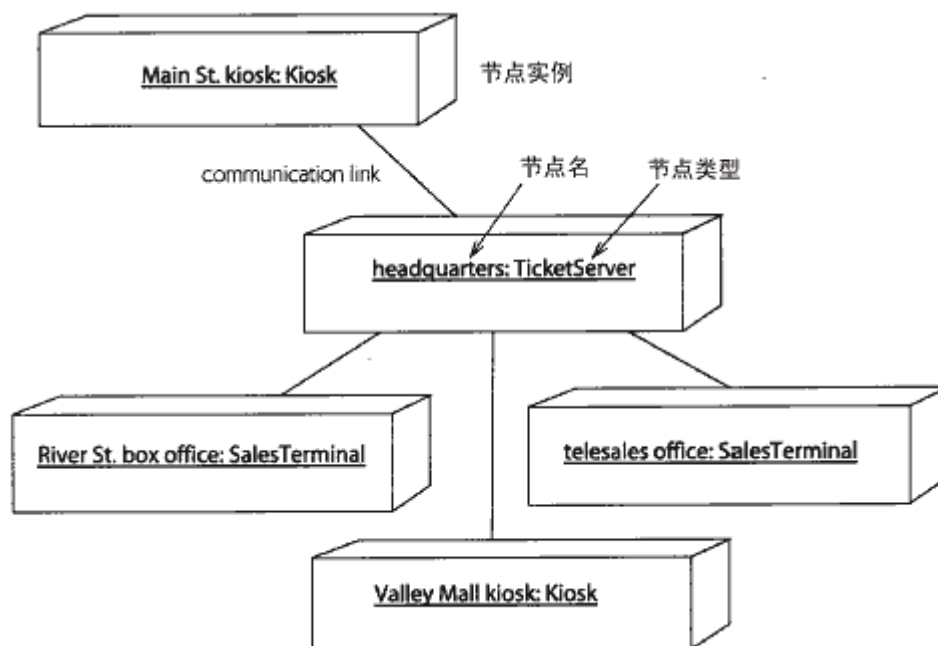 Main St. kiosk: Kiosk
节点实例
communication link
节点名
节点类型
headquarters: TicketServer
River St. box office: SalesTerminal
telesales office: SalesTerminal
Valley Mall kiosk: Kiosk